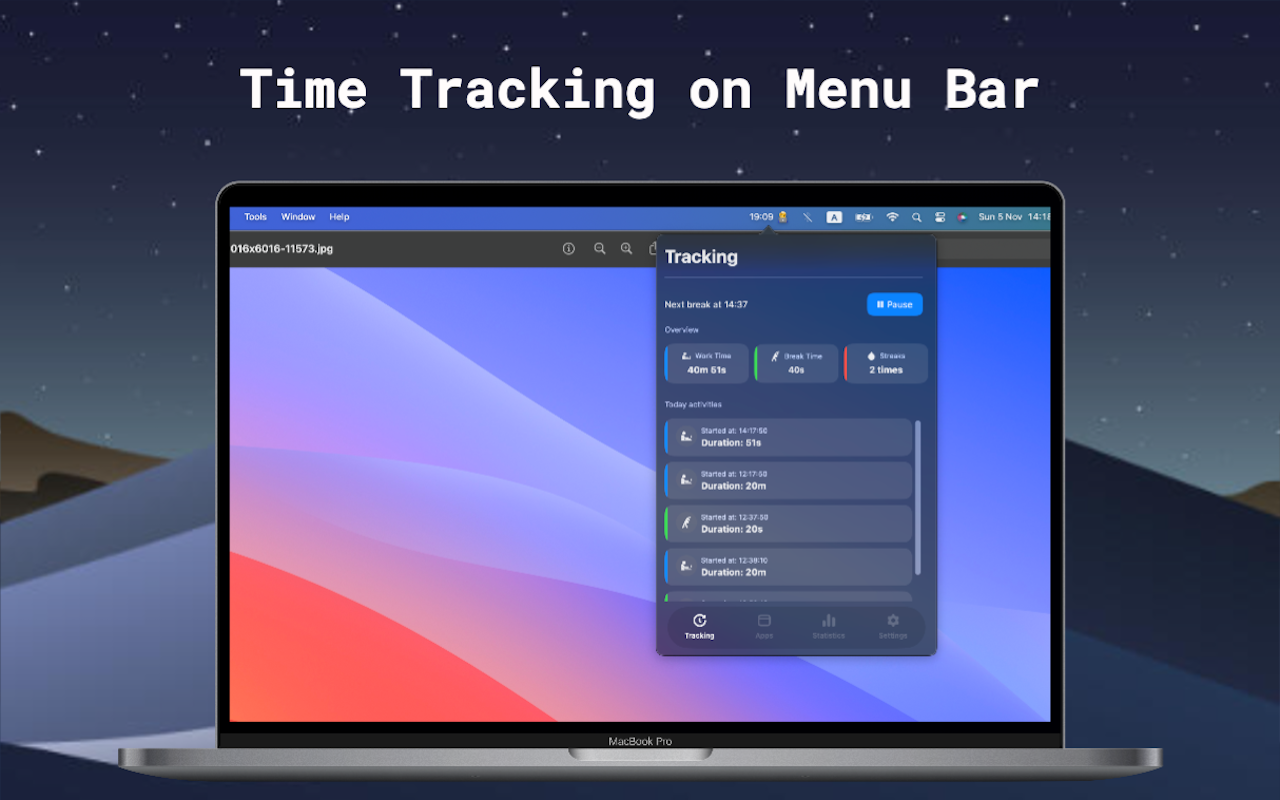 Time Tracking on Menu Bar
Tools Window Help
19:09 A Sun 5 Nov 14:18
016x6016-11573.jpg
Tracking
Next break at 14:37
Pause
Overview
Work Time
40m 51s
Break Time
40s
Streaks
2 times
Today activities
Started at: 14:17:50
Duration: 51s
Started at: 12:17:50
Duration: 20m
Started at: 12:37:50
Duration: 20s
Started at: 12:38:10
Duration: 20m
Tracking Apps Statistics Settings
MacBook Pro